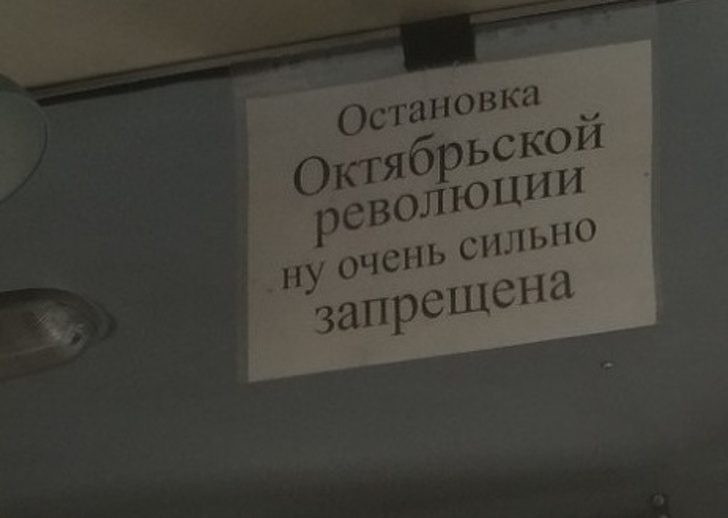 Остановка
Октябрьской
революции
ну очень сильно
запрещена